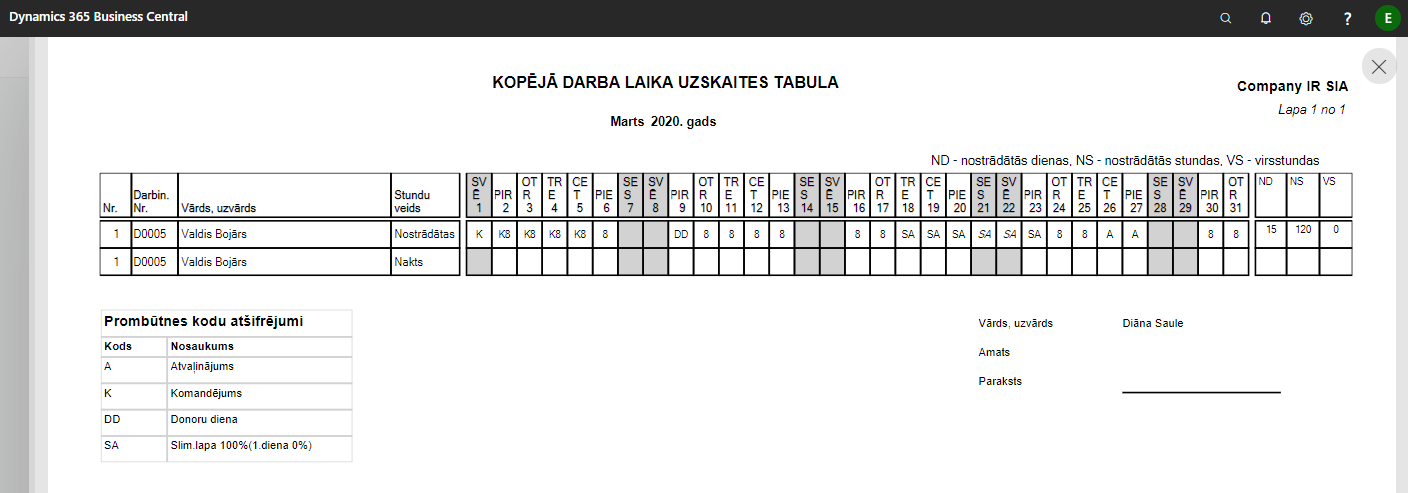 Dynamics 365 Business Central
?
E
KOPĒJĀ DARBA LAIKA UZSKAITES TABULA
Company IR SIA
Lapa 1 no 1
Marts 2020. gads
ND - nostrādātās dienas, NS - nostrādātās stundas, VS - virsstundas
Nr. Darbin. Nr. Vārds, uzvārds Stundu veids SVĒ 1 PIR 2 OTR 3 TRE 4 CET 5 PIE 6 SES 7 SVĒ 8 PIR 9 OTR 10 TRE 11 CET 12 PIE 13 SES 14 SVĒ 15 PIR 16 OTR 17 TRE 18 CET 19 PIE 20 SES 21 SVĒ 22 PIR 23 OTR 24 TRE 25 CET 26 PIE 27 SES 28 SVĒ 29 PIR 30 OTR 31 ND NS VS
1 D0005 Valdis Bojārs Nostrādātas K K8 K8 K8 K8 8 DD 8 8 8 8 8 8 SA SA SA SA SA SA 8 8 A A 8 8 15 120 0
1 D0005 Valdis Bojārs Nakts
Prombūtnes kodu atšifrējumi
Kods Nosaukums
A Atvaļinājums
K Komandējums
DD Donoru diena
SA Slim.lapa 100%(1.diena 0%)
Vārds, uzvārds Diāna Saule
Amats
Paraksts